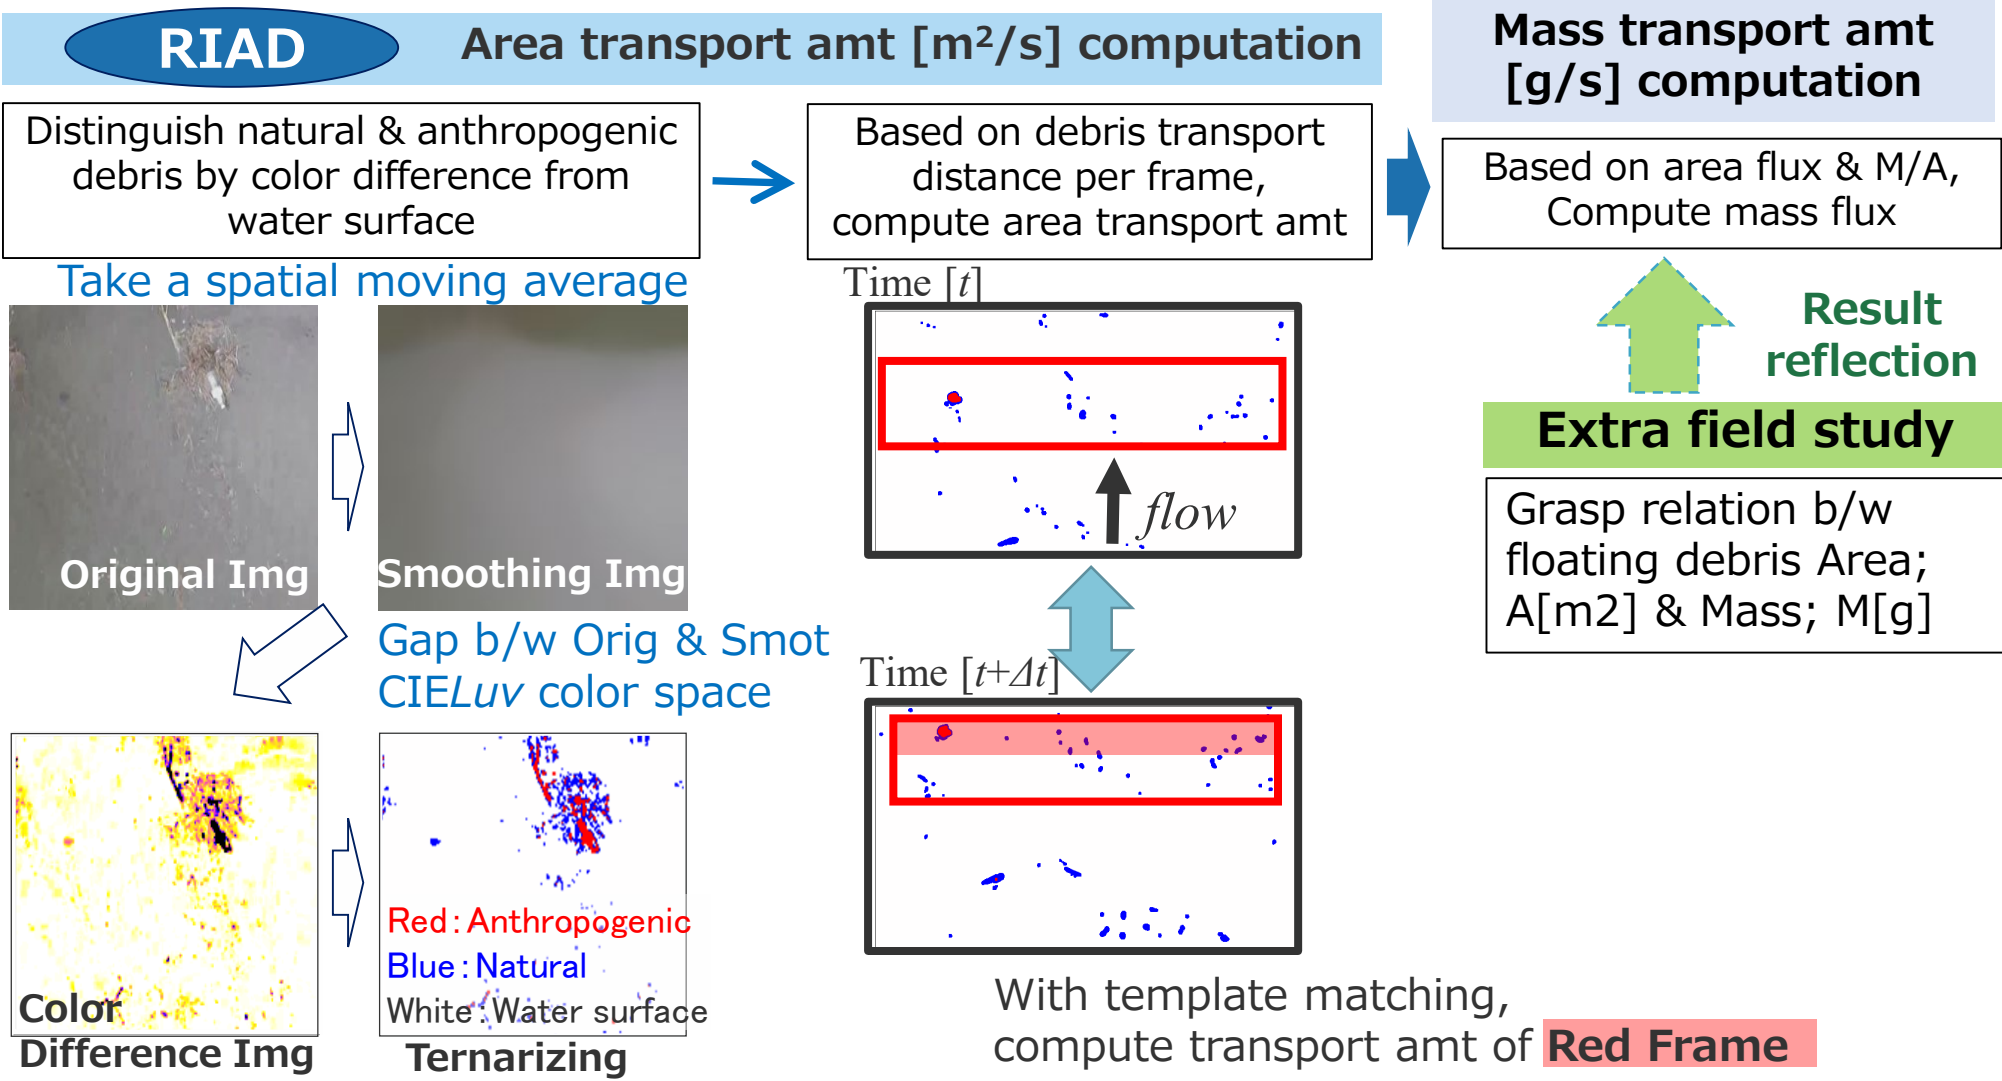 RIAD
Area transport amt [m²/s] computation
Mass transport amt
[g/s] computation
Distinguish natural & anthropogenic
debris by color difference from
water surface
Based on debris transport
distance per frame,
compute area transport amt
Based on area flux & M/A,
Compute mass flux
Take a spatial moving average
Original Img
Smoothing Img
Gap b/w Orig & Smot
CIELuv color space
Color
Difference Img
Red:Anthropogenic
Blue:Natural
White:Water surface
Ternarizing
Time [t]
flow
Time [t+Δt]
With template matching,
compute transport amt of Red Frame
Result
reflection
Extra field study
Grasp relation b/w
floating debris Area;
A[m2] & Mass; M[g]